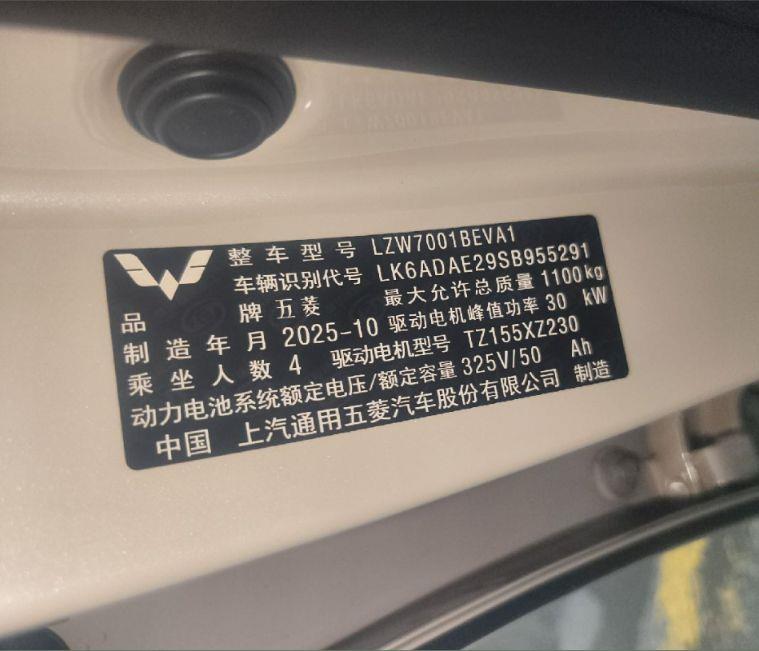 整车型号 LZW7001BEVA1
车辆识别代号 LK6ADAE29SB955291
品牌 五菱 最大允许总质量 1100kg
制造年月 2025-10 驱动电机峰值功率 30 kW
乘坐人数 4 驱动电机型号 TZ155XZ230
动力电池系统额定电压/额定容量 325V/50 Ah
中国 上汽通用五菱汽车股份有限公司 制造